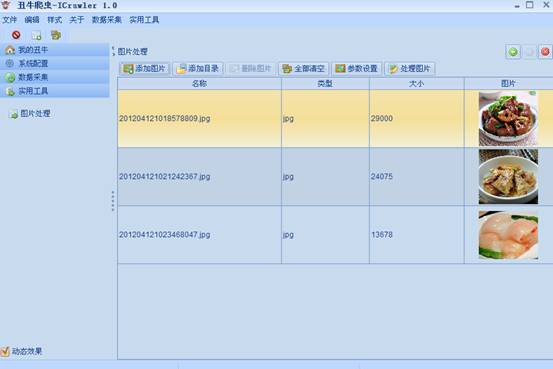 丑牛爬虫-ICrawler 1.0
文件 编辑 样式 关于 数据采集 实用工具
我的丑牛
系统配置
数据采集
实用工具
图片处理
动态效果
图片处理
添加图片 添加目录 删除图片 全部清空 参数设置 处理图片
名称 类型 大小 图片
201204121018578809.jpg jpg 29000
201204121021242367.jpg jpg 24075
201204121023468047.jpg jpg 13678